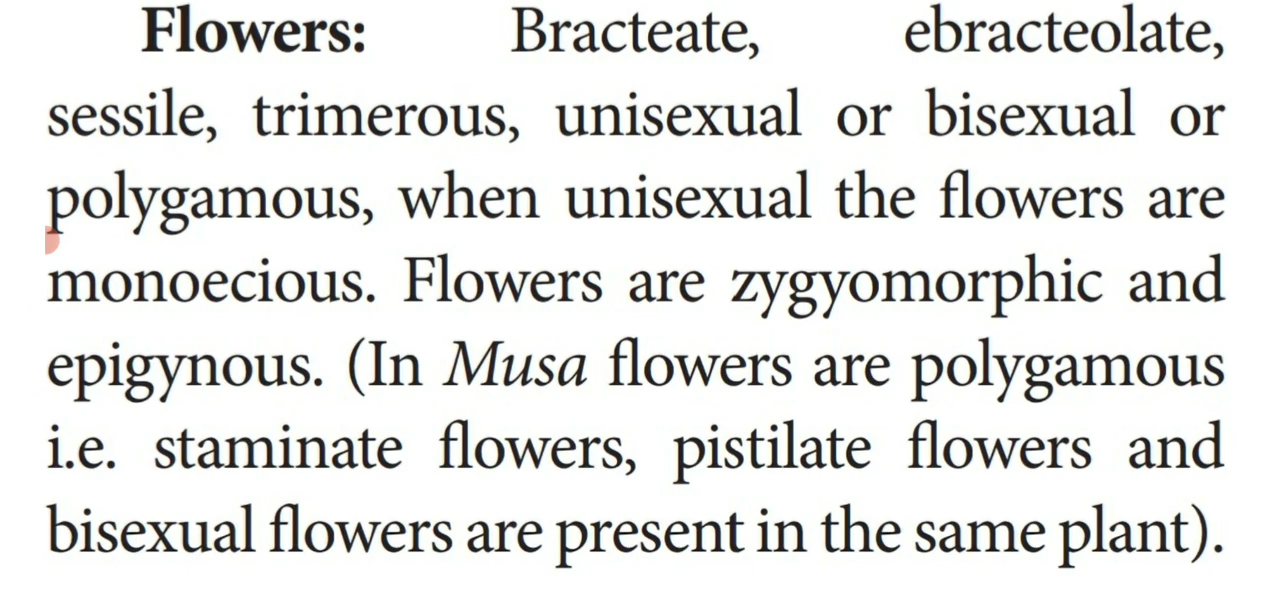 Flowers: Bracteate, ebracteolate,
sessile, trimerous, unisexual or bisexual or
polygamous, when unisexual the flowers are
monoecious. Flowers are zygyomorphic and
epigynous. (In Musa flowers are polygamous
i.e. staminate flowers, pistilate flowers and
bisexual flowers are present in the same plant).